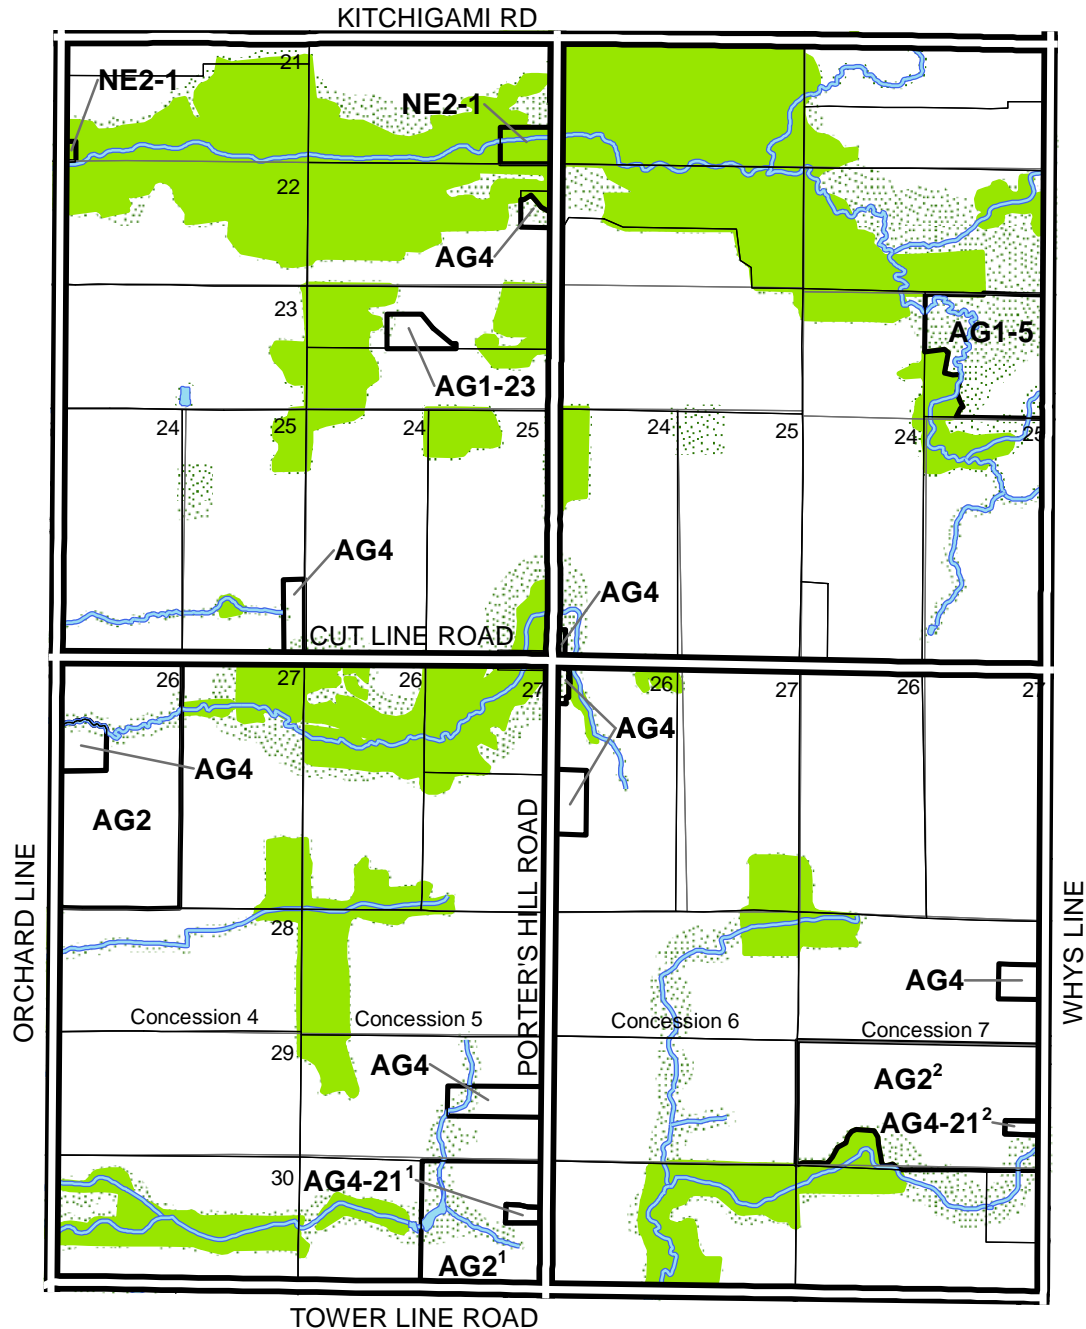 KITCHIGAMI RD
21
NE2-1
NE2-1
22
AG4
23
AG1-5
AG1-23
24
25
24
25
24
25
24
25
AG4
AG4
CUT LINE ROAD
26
27
26
27
26
27
26
27
AG4
AG4
AG2
ORCHARD LINE
PORTER'S HILL ROAD
WHYS LINE
28
AG4
Concession 4
Concession 5
Concession 6
Concession 7
29
AG4
AG2²
AG4-21²
30
AG4-21¹
AG2¹
TOWER LINE ROAD